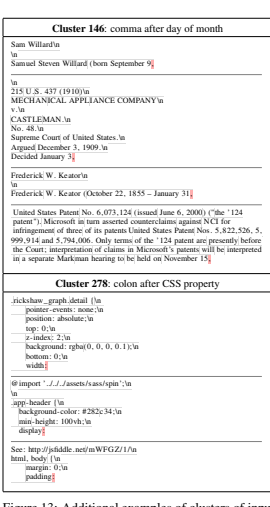 Cluster 146: comma after day of month
Sam Willard\n
\n
Samuel Steven Willard (born September 9,
\n
215 U.S. 437 (1910)\n
MECHANICAL APPLIANCE COMPANY\n
v.\n
CASTLEMAN.\n
No. 48.\n
Supreme Court of United States.\n
Argued December 3, 1909.\n
Decided January 3,
Frederick W. Keator\n
\n
Frederick W. Keator (October 22, 1855 – January 31,
United States Patent No. 6,073,124 (issued June 6, 2000) ("the '124
patent"). Microsoft in turn asserted counterclaims against NCI for
infringement of three of its patents United States Patent Nos. 5,822,526, 5,
999,914 and 5,794,006. Only terms of the '124 patent are presently before
the Court; interpretation of claims in Microsoft's patents will be interpreted
in a separate Markman hearing to be held on November 15,
Cluster 278: colon after CSS property
.rickshaw_graph.detail {\n
pointer-events: none;\n
position: absolute;\n
top: 0;\n
z-index: 2;\n
background: rgba(0, 0, 0, 0.1);\n
bottom: 0;\n
width:
@import '../../../assets/sass/spin';\n
\n
.app-header {\n
background-color: #282c34;\n
min-height: 100vh;\n
display:
See: http://jsfiddle.net/mWFGZ/1/\n
html, body {\n
margin: 0;\n
padding:
Figure 13: Additional examples of clusters of input